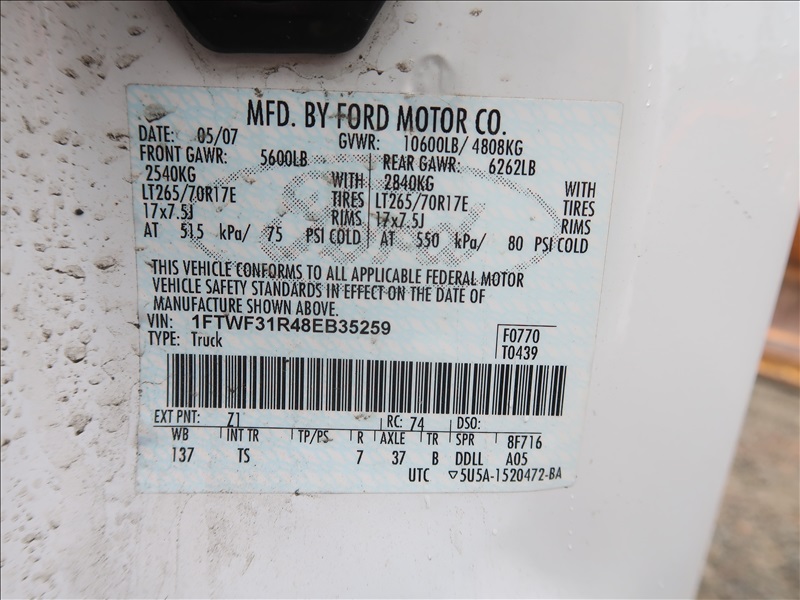 MFD. BY FORD MOTOR CO.
DATE: 05/07 GVWR: 10600LB/ 4808KG
FRONT GAWR: 5600LB REAR GAWR: 6262LB
2540KG WITH 2840KG WITH
LT265/70R17E TIRES LT265/70R17E TIRES
17x7.5J RIMS 17x7.5J RIMS
AT 515 kPa/ 75 PSI COLD AT 550 kPa/ 80 PSI COLD
Ford
THIS VEHICLE CONFORMS TO ALL APPLICABLE FEDERAL MOTOR
VEHICLE SAFETY STANDARDS IN EFFECT ON THE DATE OF
MANUFACTURE SHOWN ABOVE.
VIN: 1FTWF31R48EB35259
TYPE: Truck
F0770
T0439
EXT PNT: Z1 RC: 74 DSO:
WB INT TR TP/PS R AXLE TR SPR 8F716
137 TS 7 37 B DDLL A05
UTC ▽5U5A-1520472-BA